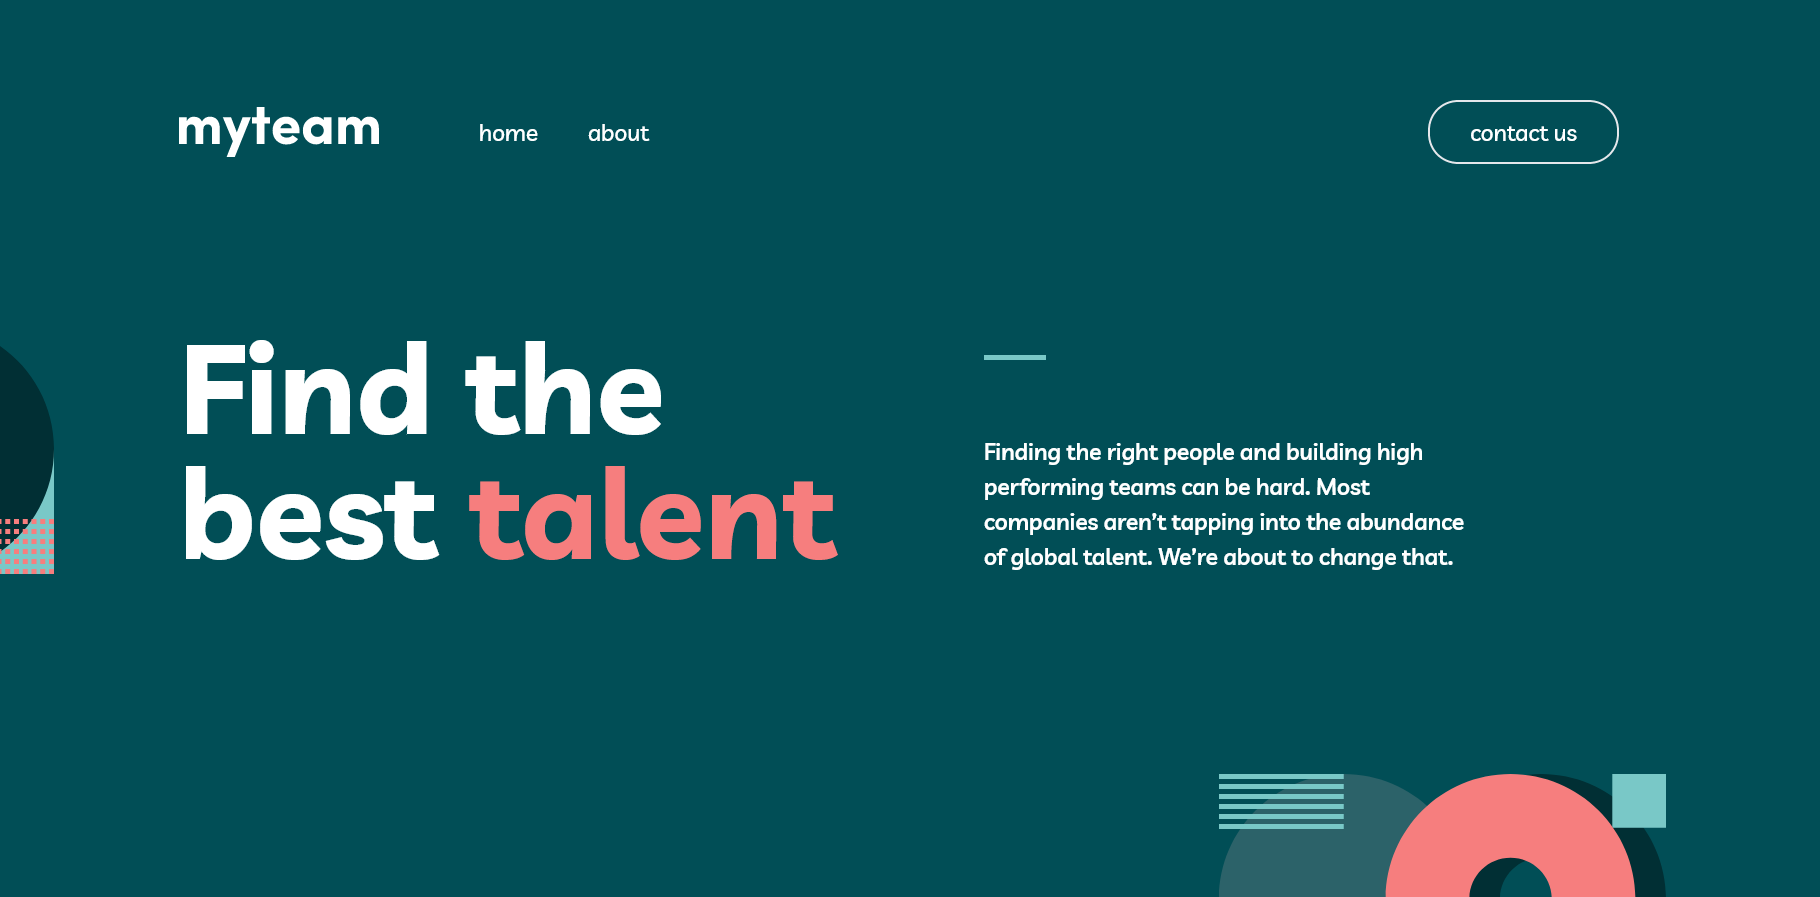 myteam
home
about
contact us
Find the
best talent
Finding the right people and building high
performing teams can be hard. Most
companies aren’t tapping into the abundance
of global talent. We’re about to change that.